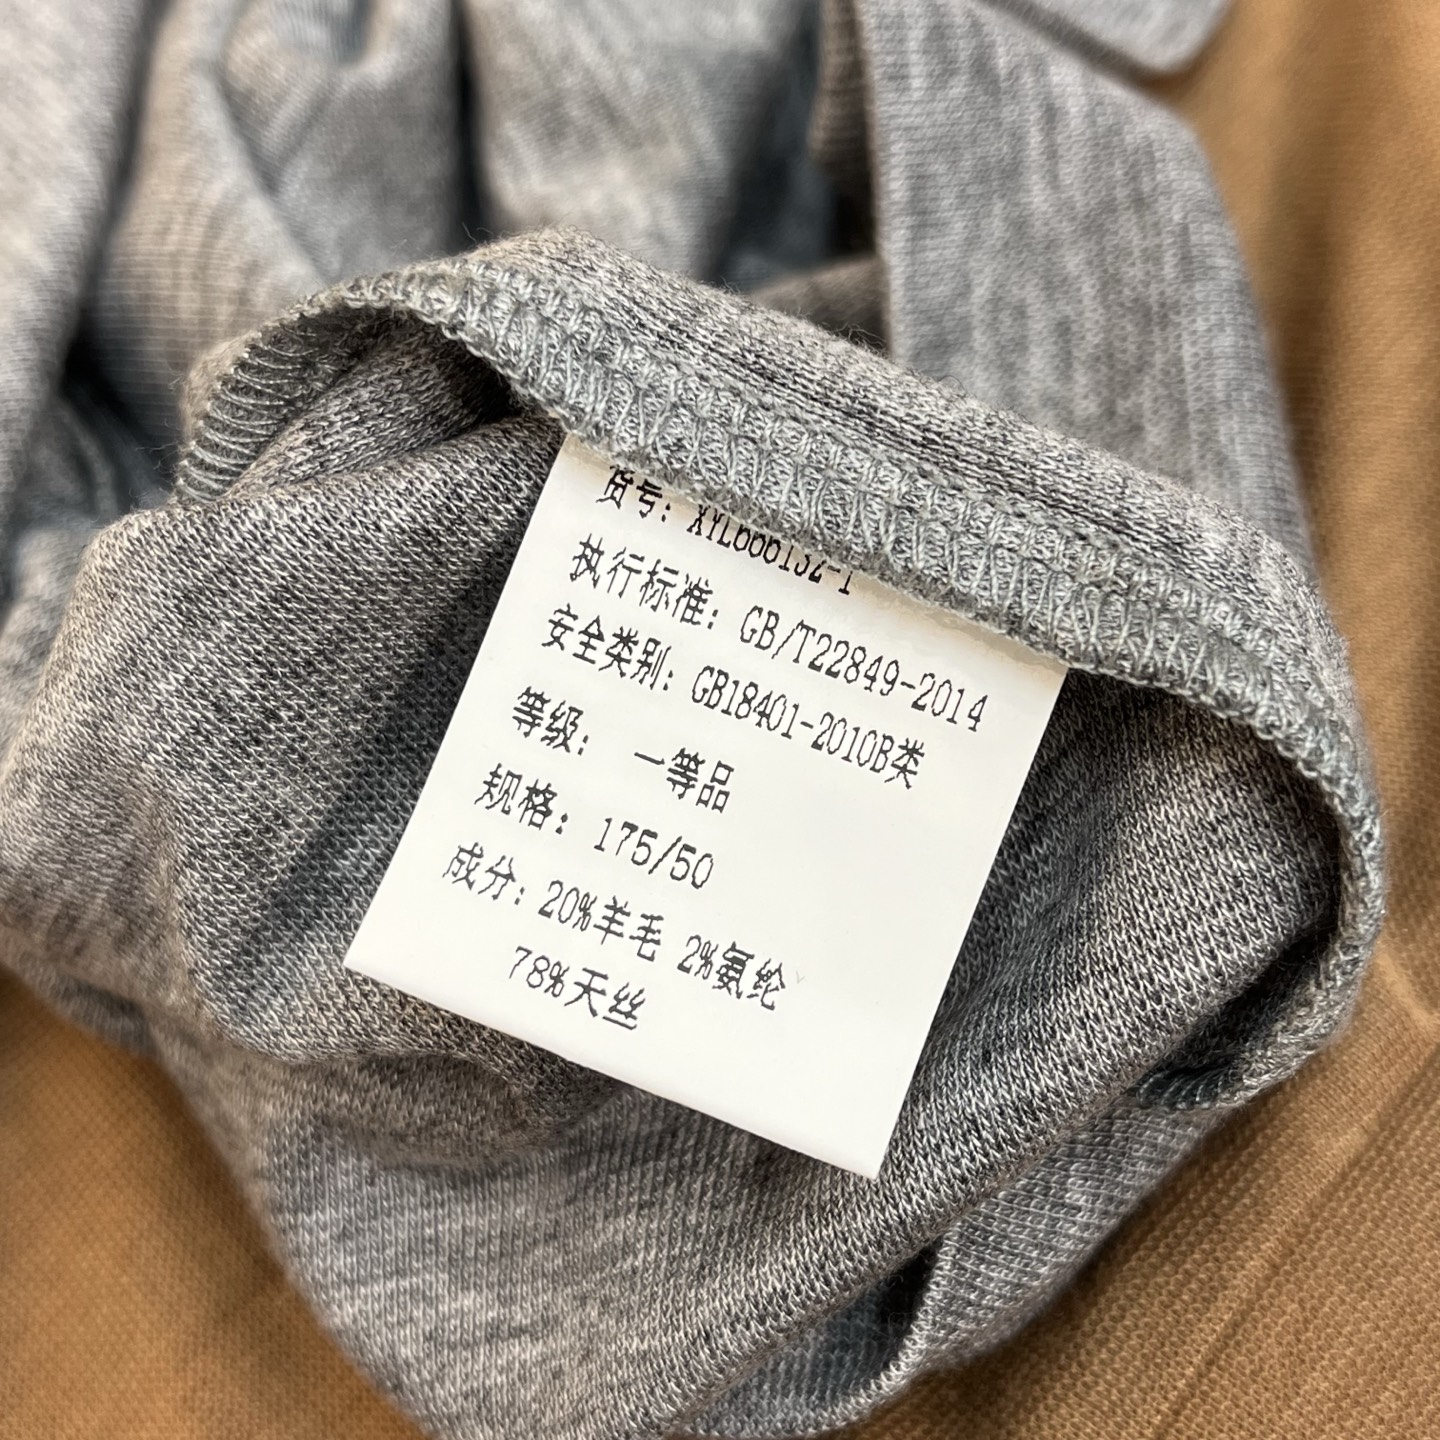 货号: XYL666132-1
执行标准: GB/T22849-2014
安全类别: GB18401-2010B类
等级: 一等品
规格: 175/50
成分: 20%羊毛 2%氨纶
78%天丝